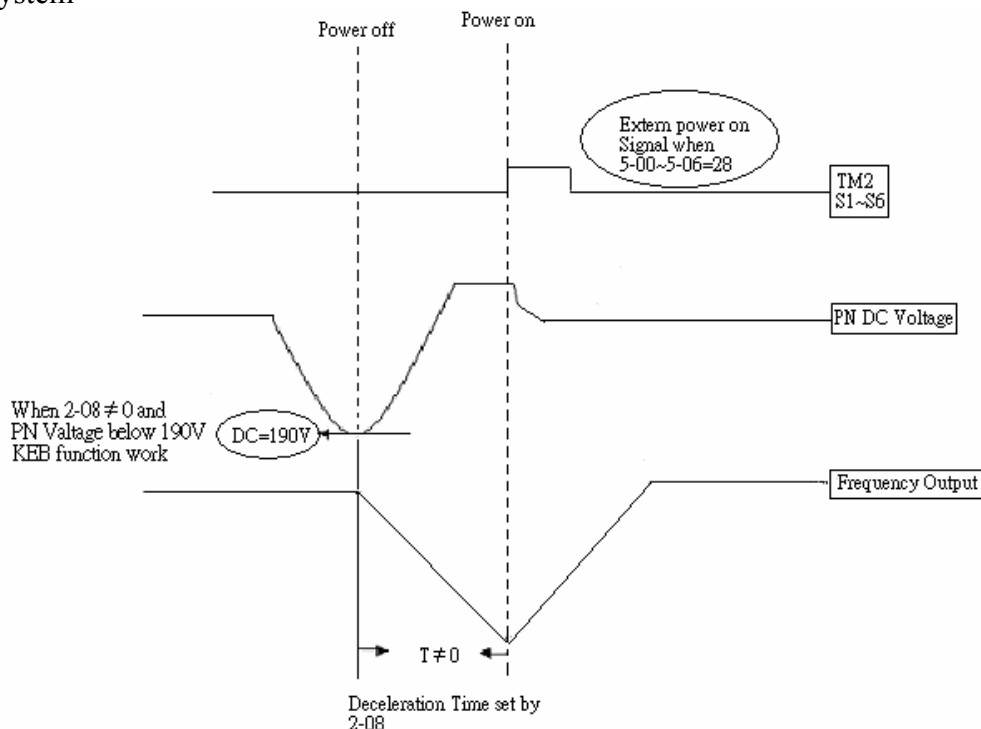 ystem
Power off
Power on
Extern power on
Signal when
5-00~5-06=28
TM2
S1~S6
PN DC Voltage
When 2-08 ≠ 0 and
PN Valtage below 190V
KEB function work
DC=190V
Frequency Output
T ≠ 0
Deceleration Time set by
2-08